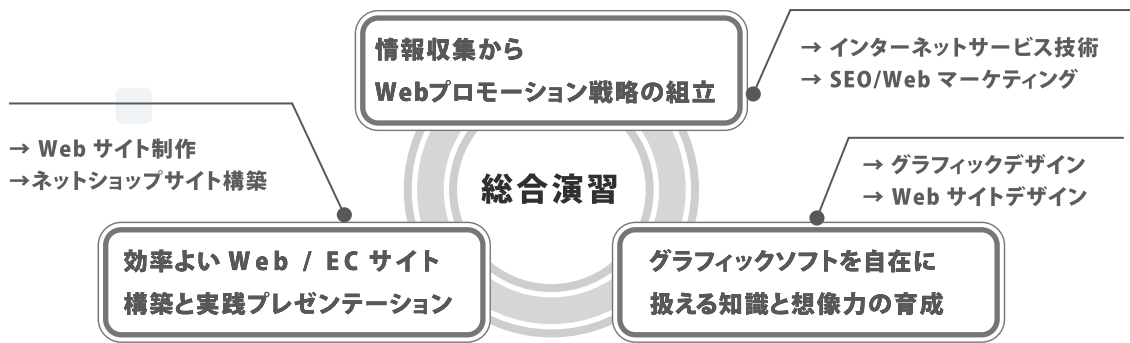 情報収集から
Webプロモーション戦略の組立
→ インターネットサービス技術
→ SEO/Web マーケティング
→ Web サイト制作
→ネットショップサイト構築
総合演習
→ グラフィックデザイン
→ Web サイトデザイン
効率よい Web / EC サイト
構築と実践プレゼンテーション
グラフィックソフトを自在に
扱える知識と想像力の育成